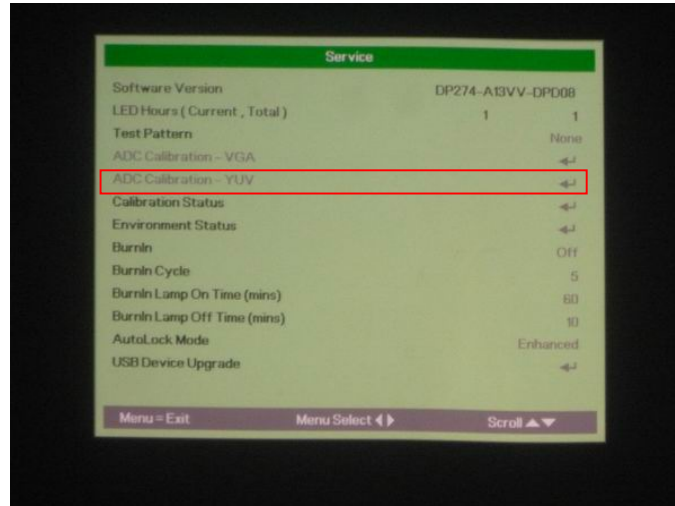 Service
Software Version DP274-A13VV-DPD08
LED Hours ( Current , Total ) 1 1
Test Pattern None
ADC Calibration - VGA
ADC Calibration - YUV
Calibration Status
Environment Status
BurnIn Off
BurnIn Cycle 5
BurnIn Lamp On Time (mins) 60
BurnIn Lamp Off Time (mins) 10
AutoLock Mode Enhanced
USB Device Upgrade
Menu = Exit Menu Select Scroll